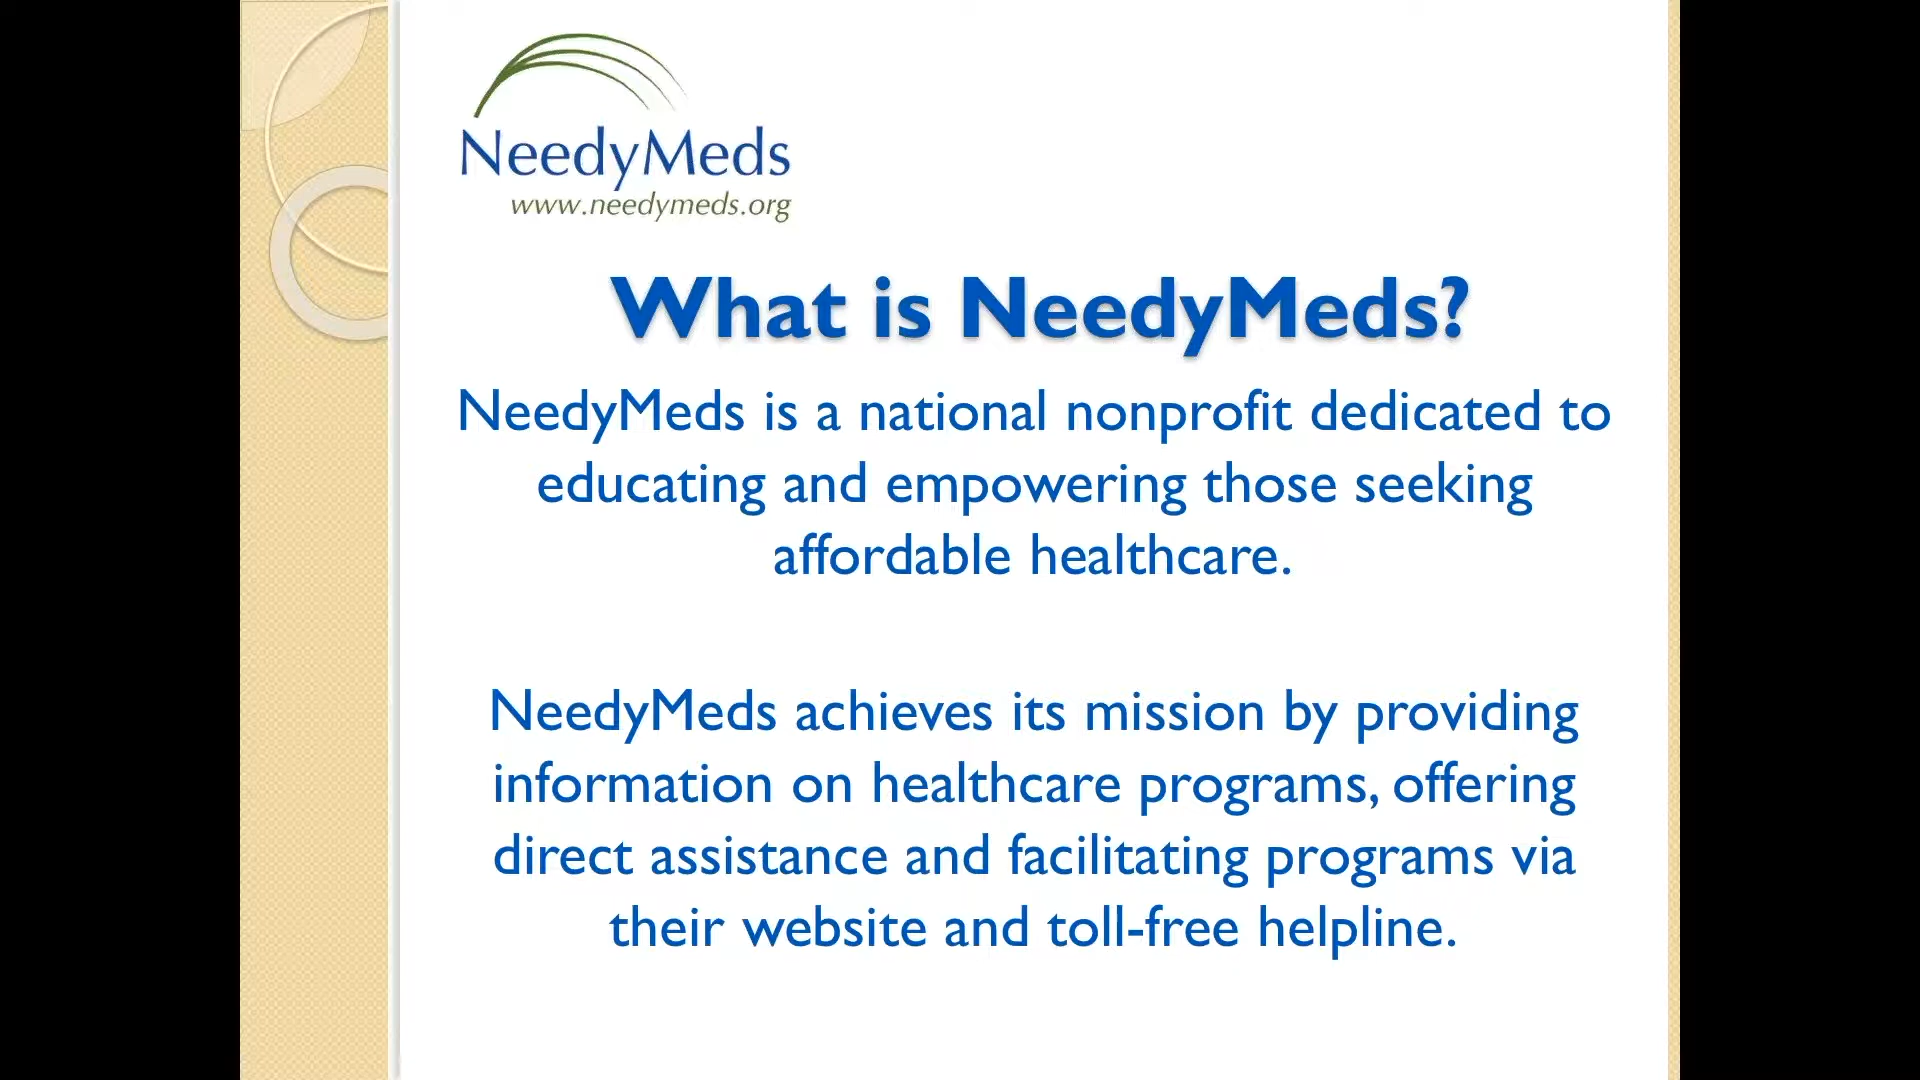 NeedyMeds
www.needymeds.org
What is NeedyMeds?
NeedyMeds is a national nonprofit dedicated to
educating and empowering those seeking
affordable healthcare.
NeedyMeds achieves its mission by providing
information on healthcare programs, offering
direct assistance and facilitating programs via
their website and toll-free helpline.